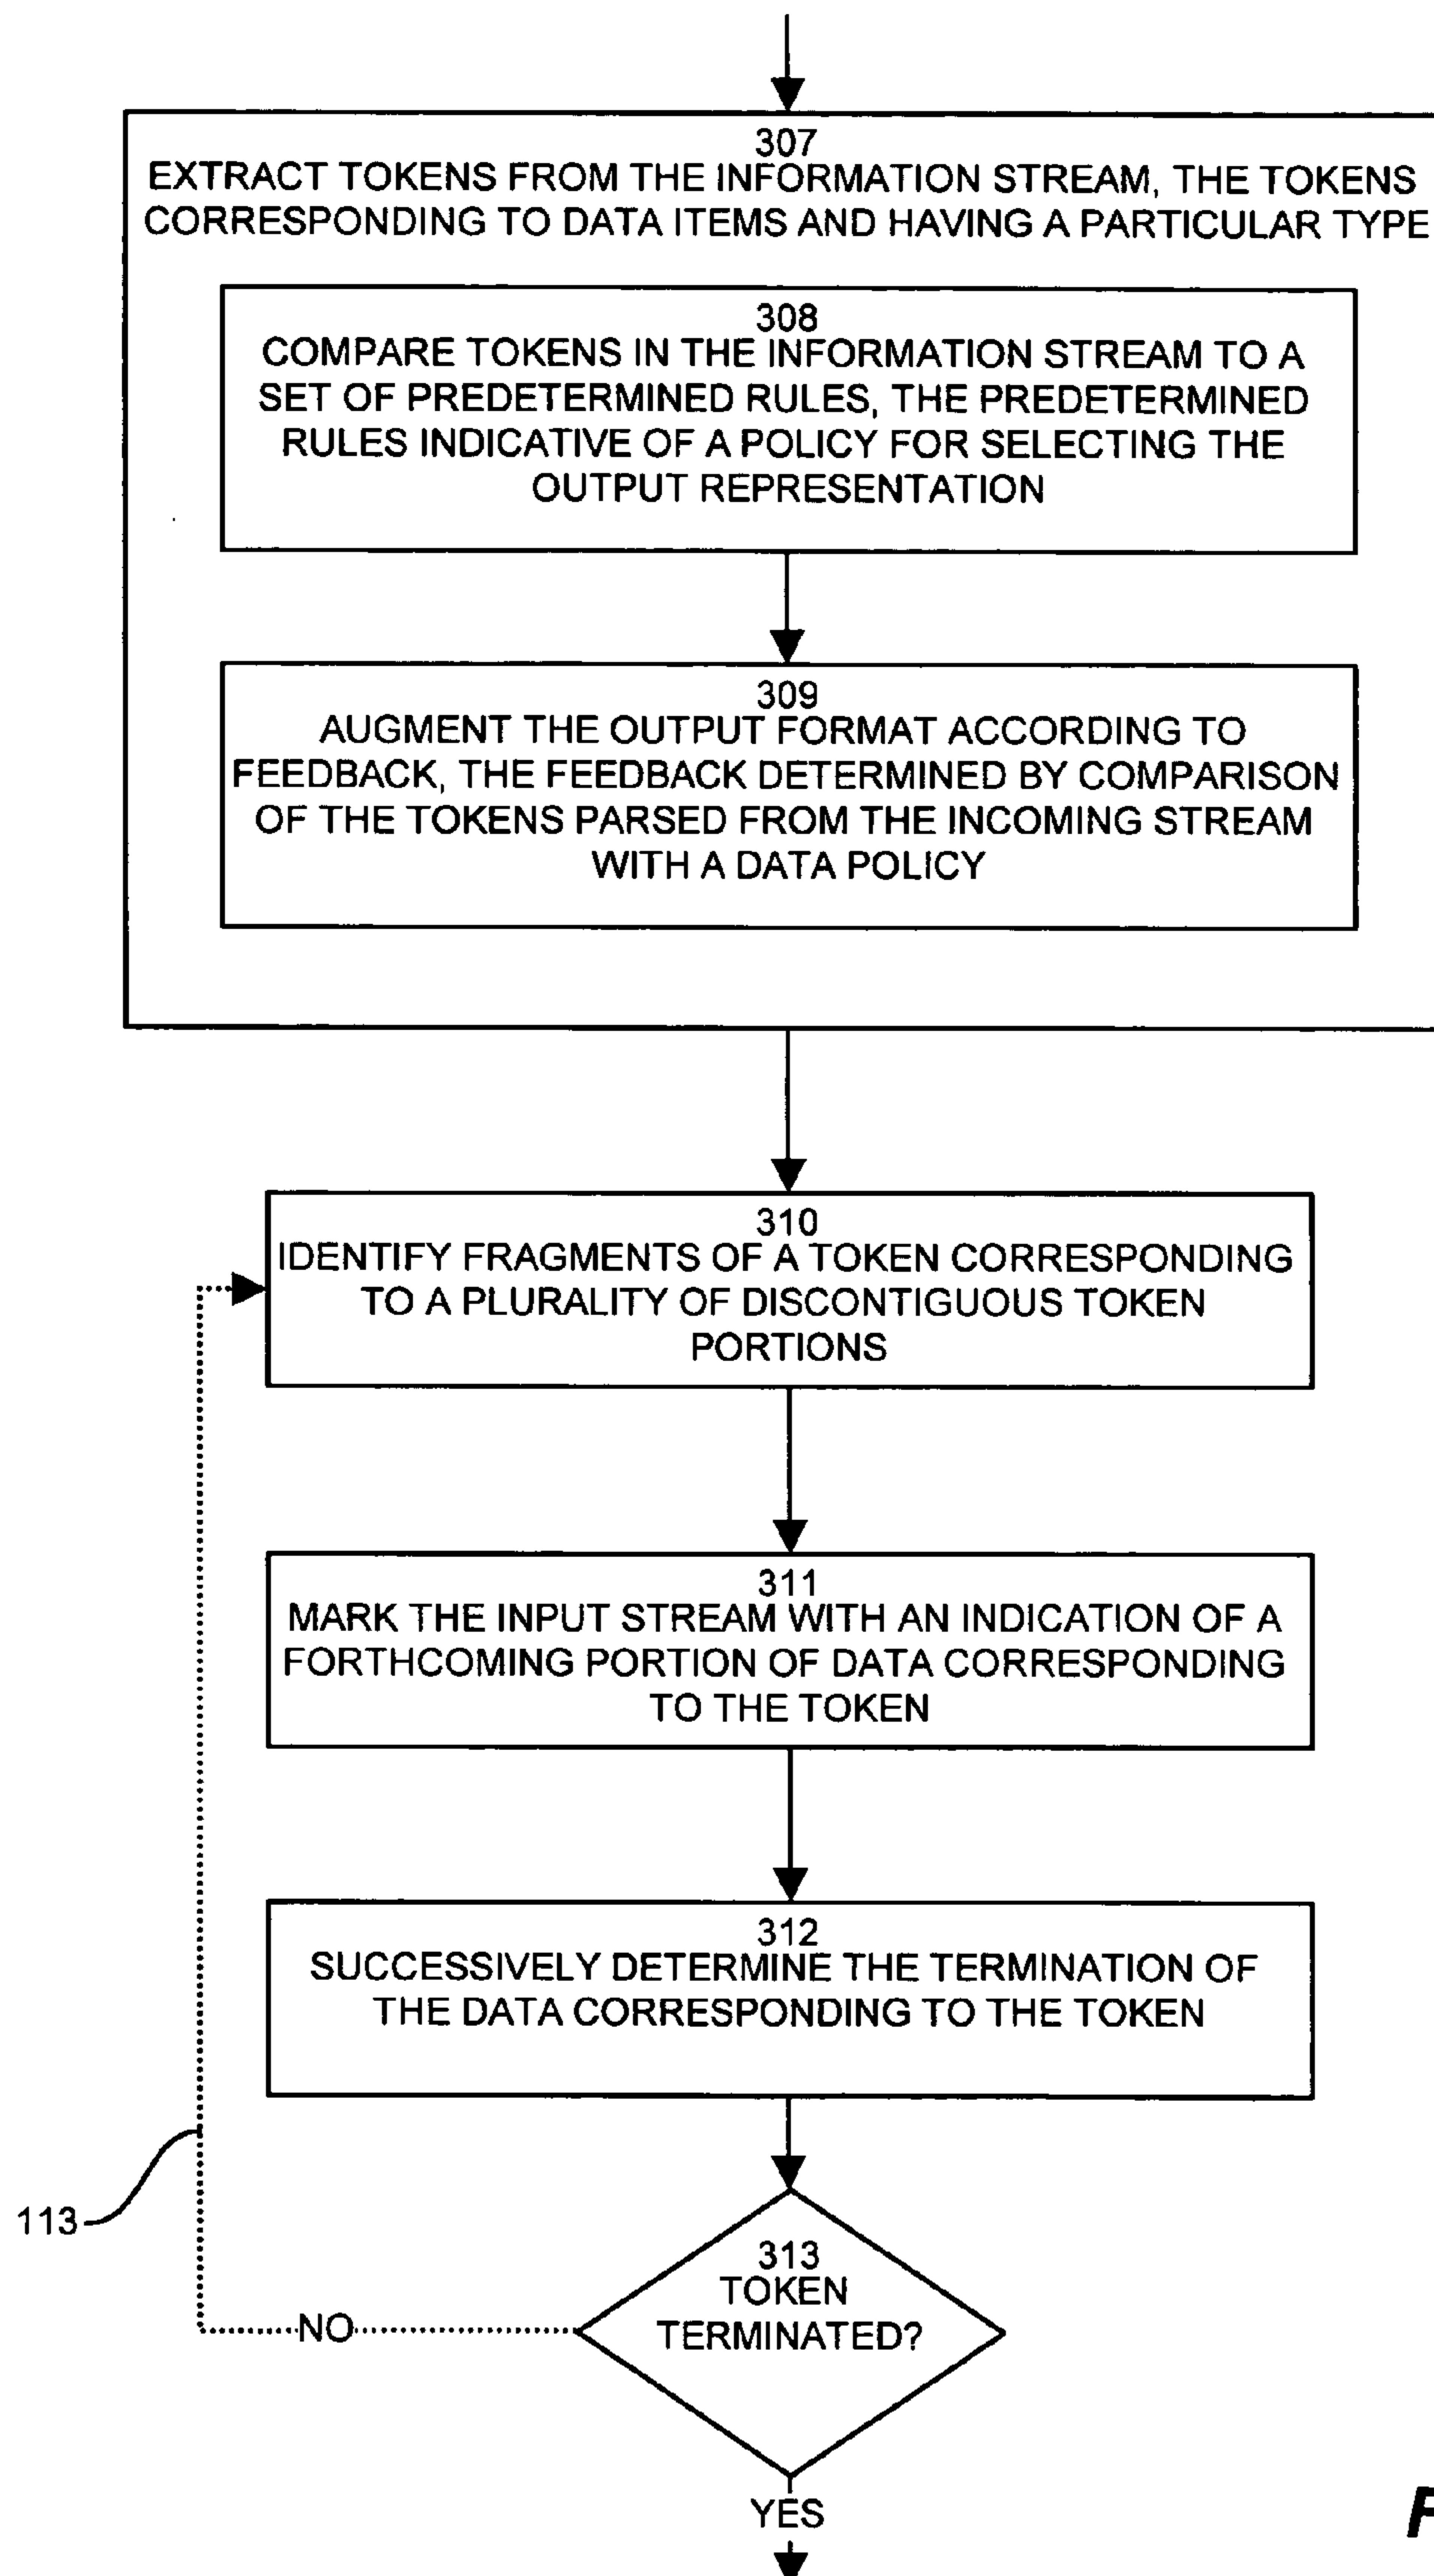 307
EXTRACT TOKENS FROM THE INFORMATION STREAM, THE TOKENS
CORRESPONDING TO DATA ITEMS AND HAVING A PARTICULAR TYPE
308
COMPARE TOKENS IN THE INFORMATION STREAM TO A
SET OF PREDETERMINED RULES, THE PREDETERMINED
RULES INDICATIVE OF A POLICY FOR SELECTING THE
OUTPUT REPRESENTATION
309
AUGMENT THE OUTPUT FORMAT ACCORDING TO
FEEDBACK, THE FEEDBACK DETERMINED BY COMPARISON
OF THE TOKENS PARSED FROM THE INCOMING STREAM
WITH A DATA POLICY
310
IDENTIFY FRAGMENTS OF A TOKEN CORRESPONDING
TO A PLURALITY OF DISCONTIGUOUS TOKEN
PORTIONS
311
MARK THE INPUT STREAM WITH AN INDICATION OF A
FORTHCOMING PORTION OF DATA CORRESPONDING
TO THE TOKEN
312
SUCCESSIVELY DETERMINE THE TERMINATION OF
THE DATA CORRESPONDING TO THE TOKEN
113
313
TOKEN
TERMINATED?
NO
YES